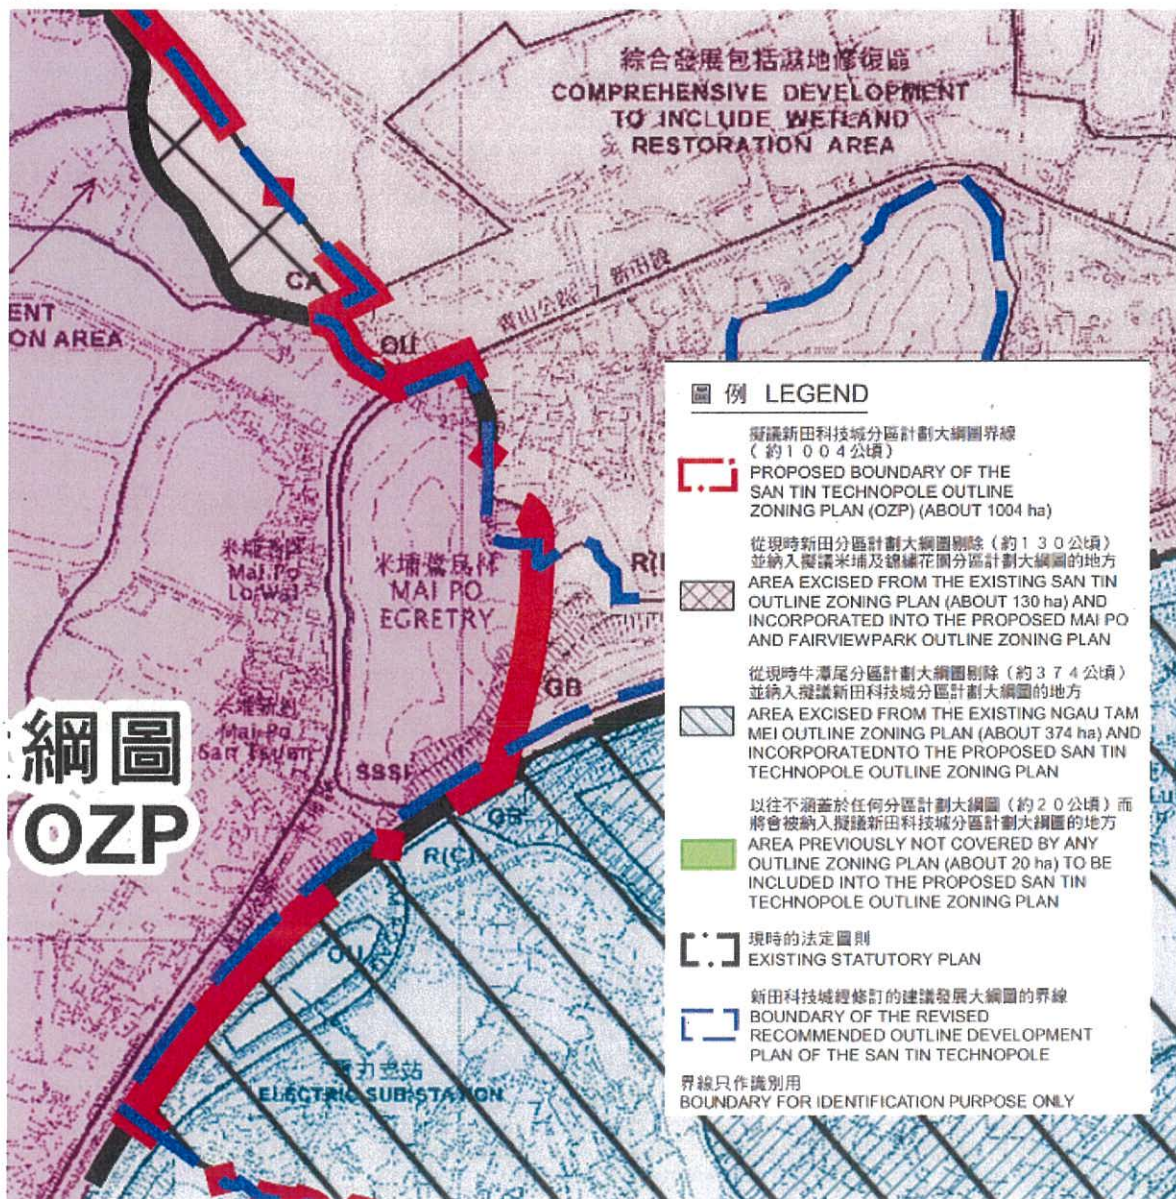 綜合發展包括濕地修復區
COMPREHENSIVE DEVELOPMENT
TO INCLUDE WETLAND
RESTORATION AREA
CA
ENT
ON AREA
青山公路 / 新田段
OU
米埔
Mai Po
Lo Wai
米埔鷺鳥林
MAI PO
EGRETRY
R(
GB
米埔新村
Mai Po
San Tsuen
SSSI
綱圖
OZP
GB
R(C)
OU
電力支站
ELECTRIC SUB-STATION
圖例 LEGEND
擬議新田科技城分區計劃大綱圖界線
(約1004公頃)
PROPOSED BOUNDARY OF THE
SAN TIN TECHNOPOLE OUTLINE
ZONING PLAN (OZP) (ABOUT 1004 ha)
從現時新田分區計劃大綱圖剔除(約130公頃)
並納入擬議米埔及錦繡花園分區計劃大綱圖的地方
AREA EXCISED FROM THE EXISTING SAN TIN
OUTLINE ZONING PLAN (ABOUT 130 ha) AND
INCORPORATED INTO THE PROPOSED MAI PO
AND FAIRVIEWPARK OUTLINE ZONING PLAN
從現時牛潭尾分區計劃大綱圖剔除(約374公頃)
並納入擬議新田科技城分區計劃大綱圖的地方
AREA EXCISED FROM THE EXISTING NGAU TAM
MEI OUTLINE ZONING PLAN (ABOUT 374 ha) AND
INCORPORATEDNTO THE PROPOSED SAN TIN
TECHNOPOLE OUTLINE ZONING PLAN
以往不涵蓋於任何分區計劃大綱圖(約20公頃)而
將會被納入擬議新田科技城分區計劃大綱圖的地方
AREA PREVIOUSLY NOT COVERED BY ANY
OUTLINE ZONING PLAN (ABOUT 20 ha) TO BE
INCLUDED INTO THE PROPOSED SAN TIN
TECHNOPOLE OUTLINE ZONING PLAN
現時的法定圖則
EXISTING STATUTORY PLAN
新田科技城經修訂的建議發展大綱圖的界線
BOUNDARY OF THE REVISED
RECOMMENDED OUTLINE DEVELOPMENT
PLAN OF THE SAN TIN TECHNOPOLE
界線只作識別用
BOUNDARY FOR IDENTIFICATION PURPOSE ONLY